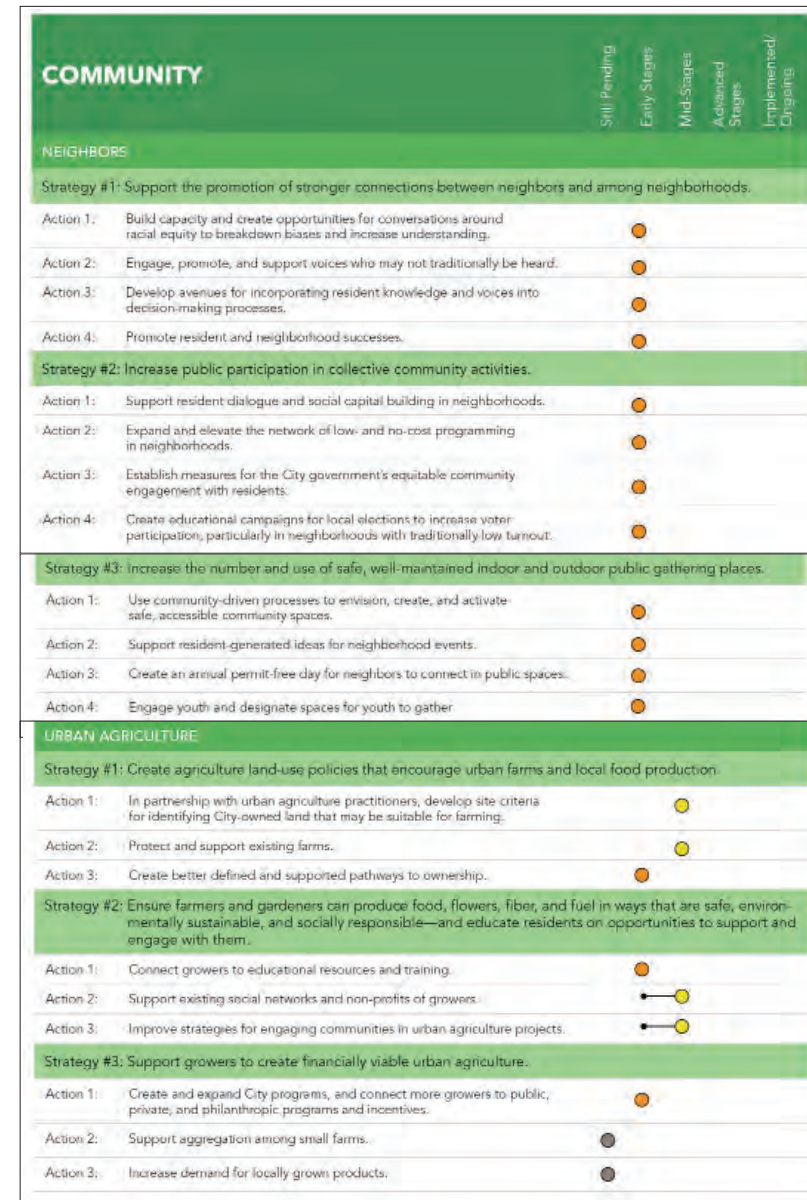 COMMUNITY
Still Pending
Early Stages
Mid-Stages
Advanced
Stages
Implemented/
Ongoing
NEIGHBORS
Strategy #1: Support the promotion of stronger connections between neighbors and among neighborhoods.
Action 1: Build capacity and create opportunities for conversations around
racial equity to breakdown biases and increase understanding.
Action 2: Engage, promote, and support voices who may not traditionally be heard.
Action 3: Develop avenues for incorporating resident knowledge and voices into
decision-making processes.
Action 4: Promote resident and neighborhood successes.
Strategy #2: Increase public participation in collective community activities.
Action 1: Support resident dialogue and social capital building in neighborhoods.
Action 2: Expand and elevate the network of low- and no-cost programming
in neighborhoods.
Action 3: Establish measures for the City government's equitable community
engagement with residents.
Action 4: Create educational campaigns for local elections to increase voter
participation, particularly in neighborhoods with traditionally low turnout.
Strategy #3: Increase the number and use of safe, well-maintained indoor and outdoor public gathering places.
Action 1: Use community-driven processes to envision, create, and activate
safe, accessible community spaces.
Action 2: Support resident-generated ideas for neighborhood events.
Action 3: Create an annual permit-free day for neighbors to connect in public spaces.
Action 4: Engage youth and designate spaces for youth to gather
URBAN AGRICULTURE
Strategy #1: Create agriculture land-use policies that encourage urban farms and local food production
Action 1: In partnership with urban agriculture practitioners, develop site criteria
for identifying City-owned land that may be suitable for farming.
Action 2: Protect and support existing farms.
Action 3: Create better defined and supported pathways to ownership.
Strategy #2: Ensure farmers and gardeners can produce food, flowers, fiber, and fuel in ways that are safe, environ-
mentally sustainable, and socially responsible—and educate residents on opportunities to support and
engage with them.
Action 1: Connect growers to educational resources and training.
Action 2: Support existing social networks and non-profits of growers.
Action 3: Improve strategies for engaging communities in urban agriculture projects.
Strategy #3: Support growers to create financially viable urban agriculture.
Action 1: Create and expand City programs, and connect more growers to public,
private, and philanthropic programs and incentives.
Action 2: Support aggregation among small farms.
Action 3: Increase demand for locally grown products.